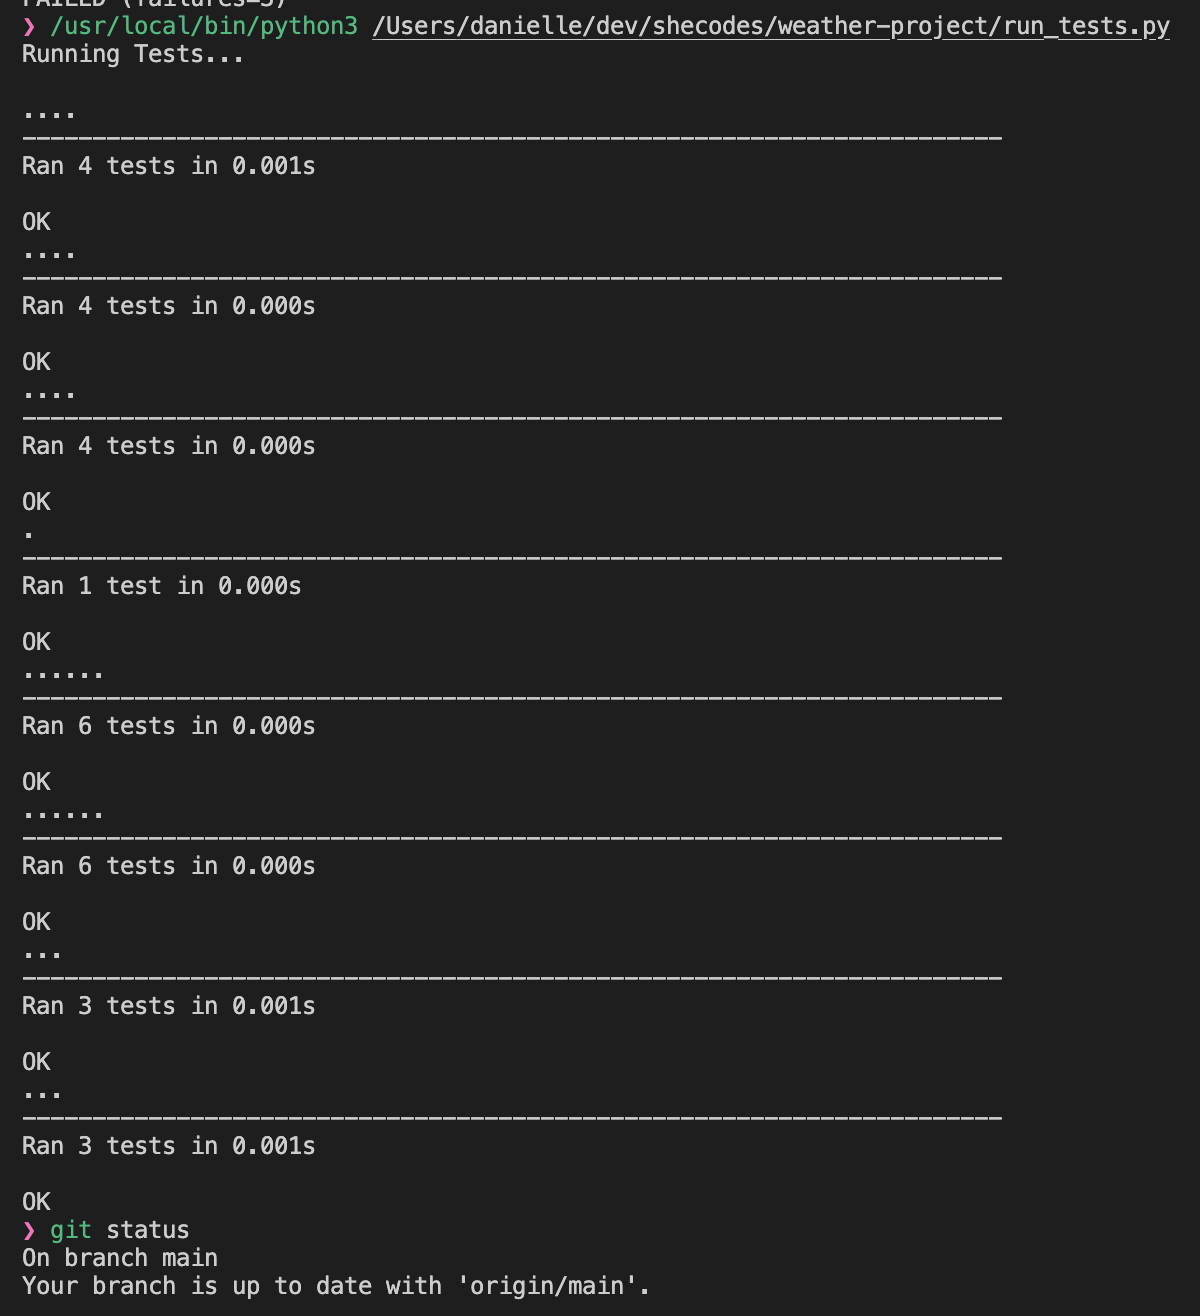 FAILED (failures=3)
❯ /usr/local/bin/python3 /Users/danielle/dev/shecodes/weather-project/run_tests.py
Running Tests...
....
----------------------------------------------------------------------
Ran 4 tests in 0.001s
OK
....
----------------------------------------------------------------------
Ran 4 tests in 0.000s
OK
....
----------------------------------------------------------------------
Ran 4 tests in 0.000s
OK
.
----------------------------------------------------------------------
Ran 1 test in 0.000s
OK
......
----------------------------------------------------------------------
Ran 6 tests in 0.000s
OK
......
----------------------------------------------------------------------
Ran 6 tests in 0.000s
OK
...
----------------------------------------------------------------------
Ran 3 tests in 0.001s
OK
...
----------------------------------------------------------------------
Ran 3 tests in 0.001s
OK
❯ git status
On branch main
Your branch is up to date with 'origin/main'.